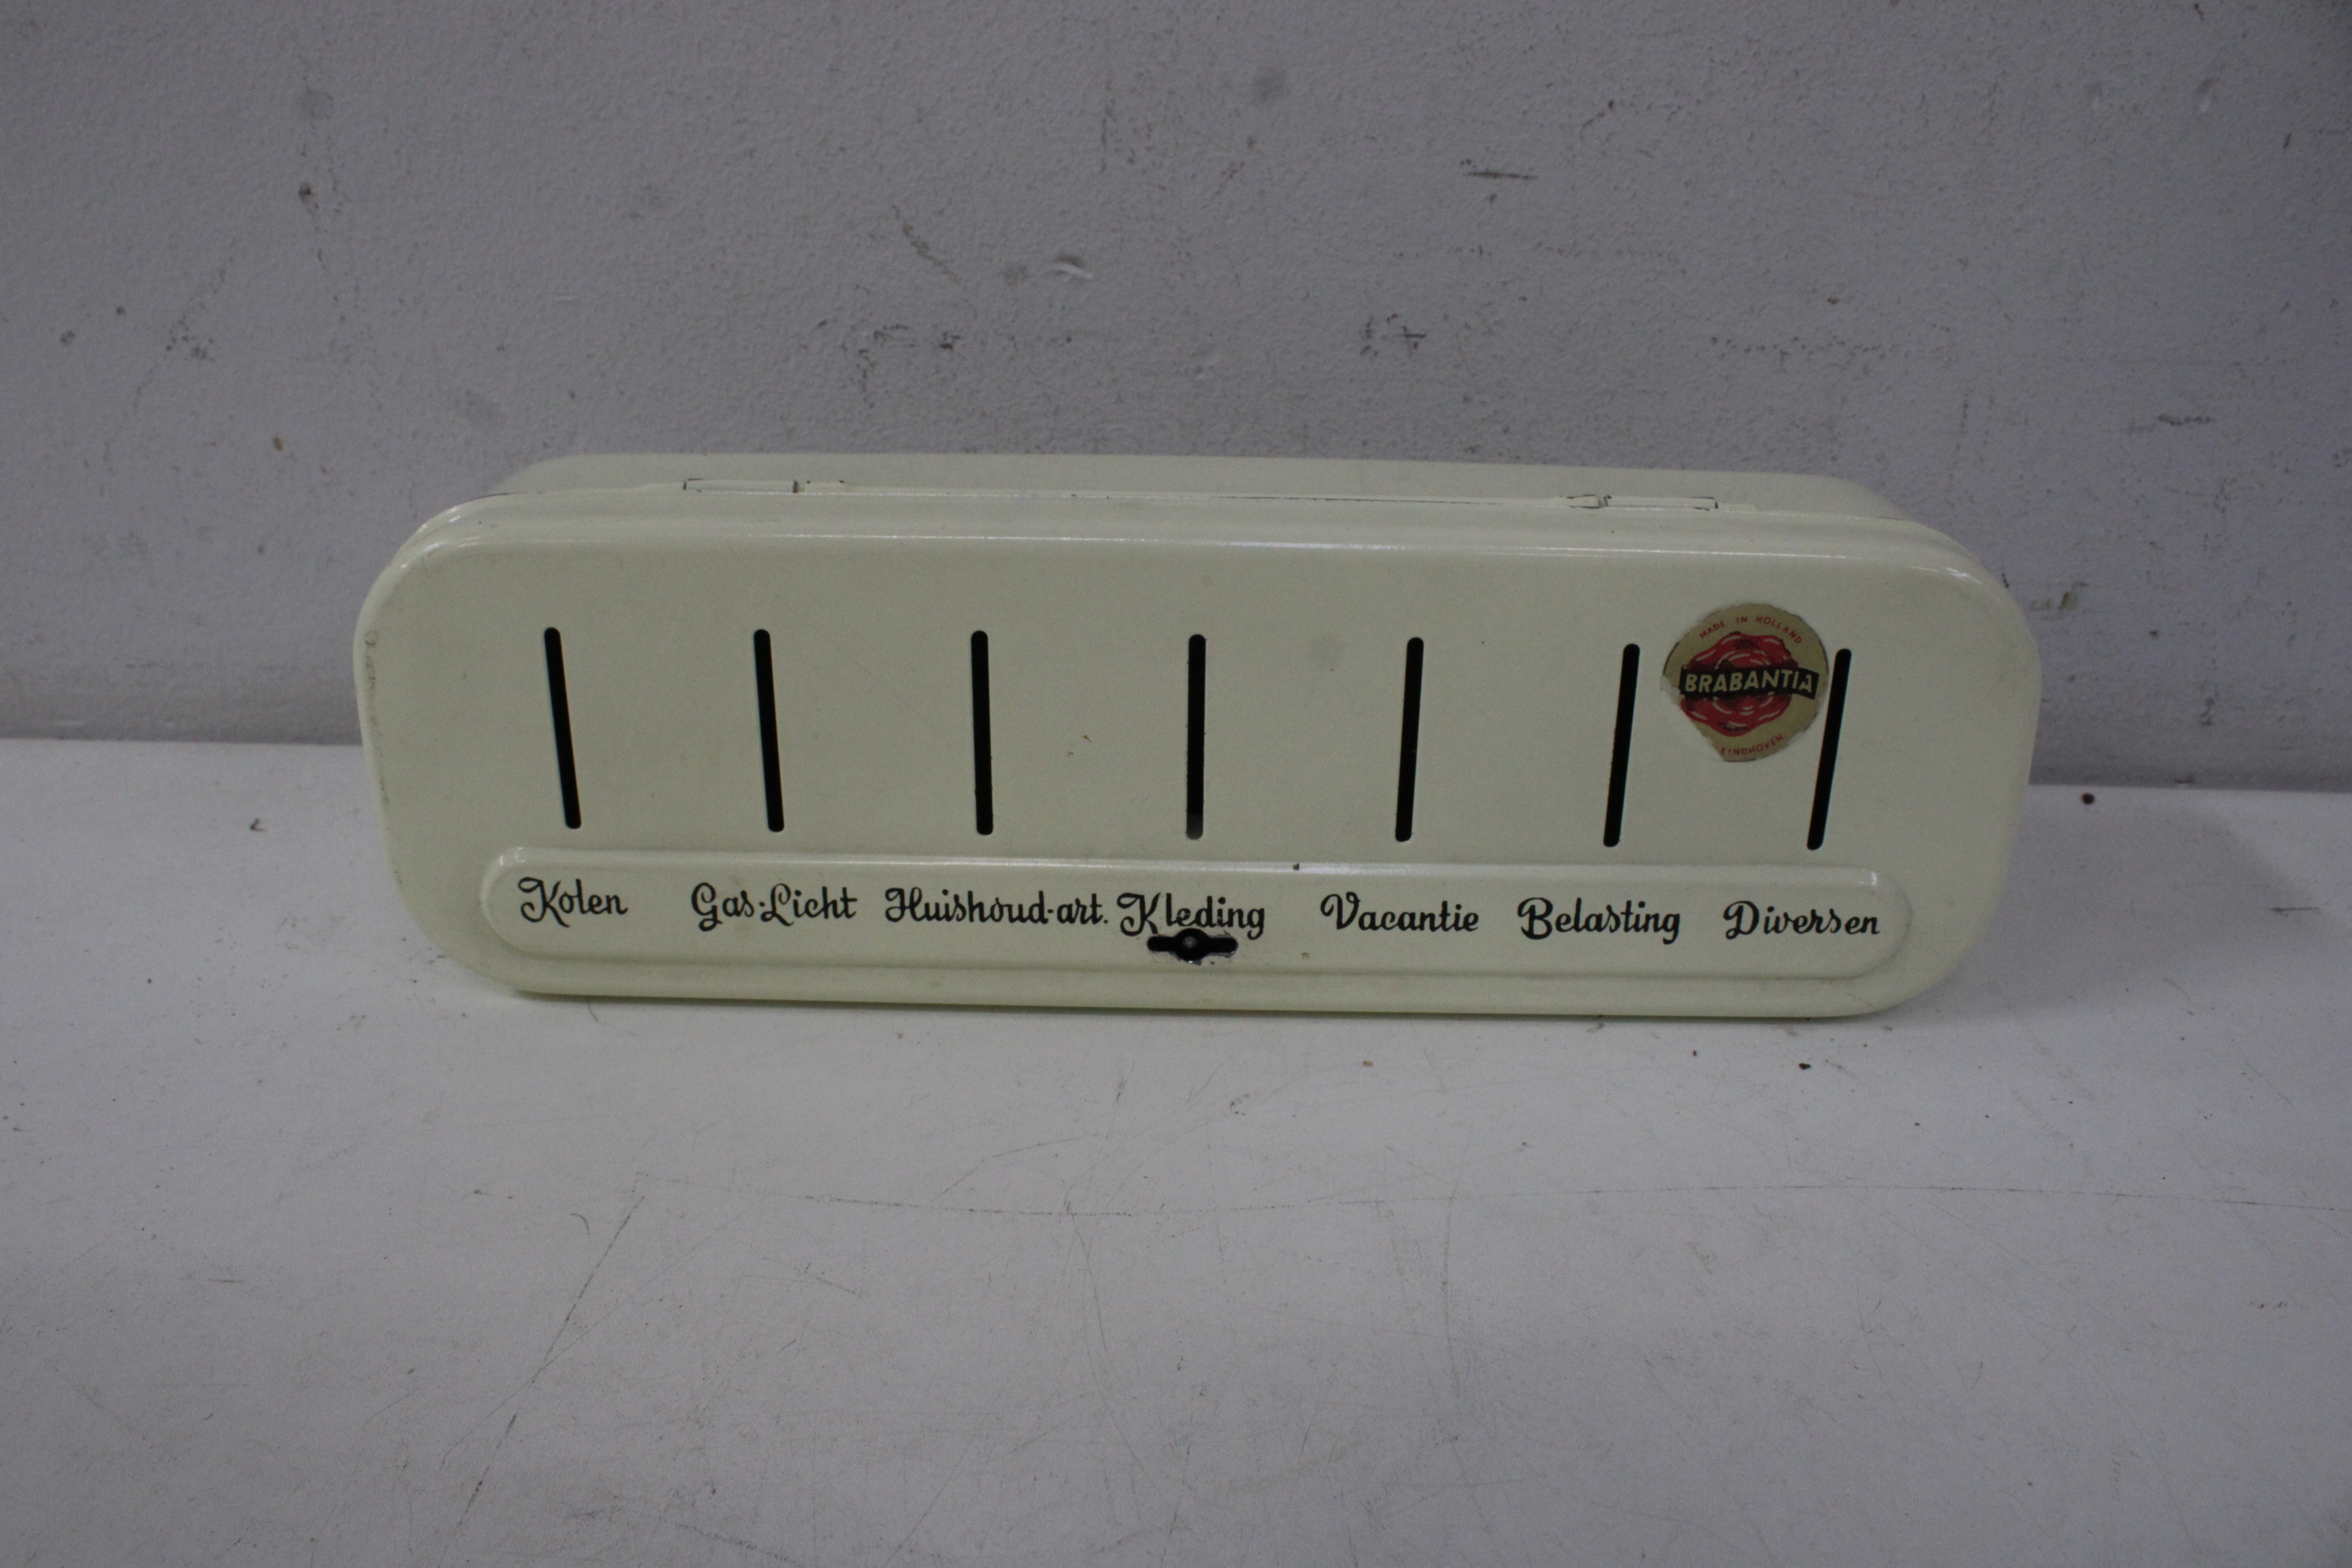 MADE IN HOLLAND
BRABANTIA
EINDHOVEN
Kolen Gas-Licht Huishoud-art. Kleding Vacantie Belasting Diversen